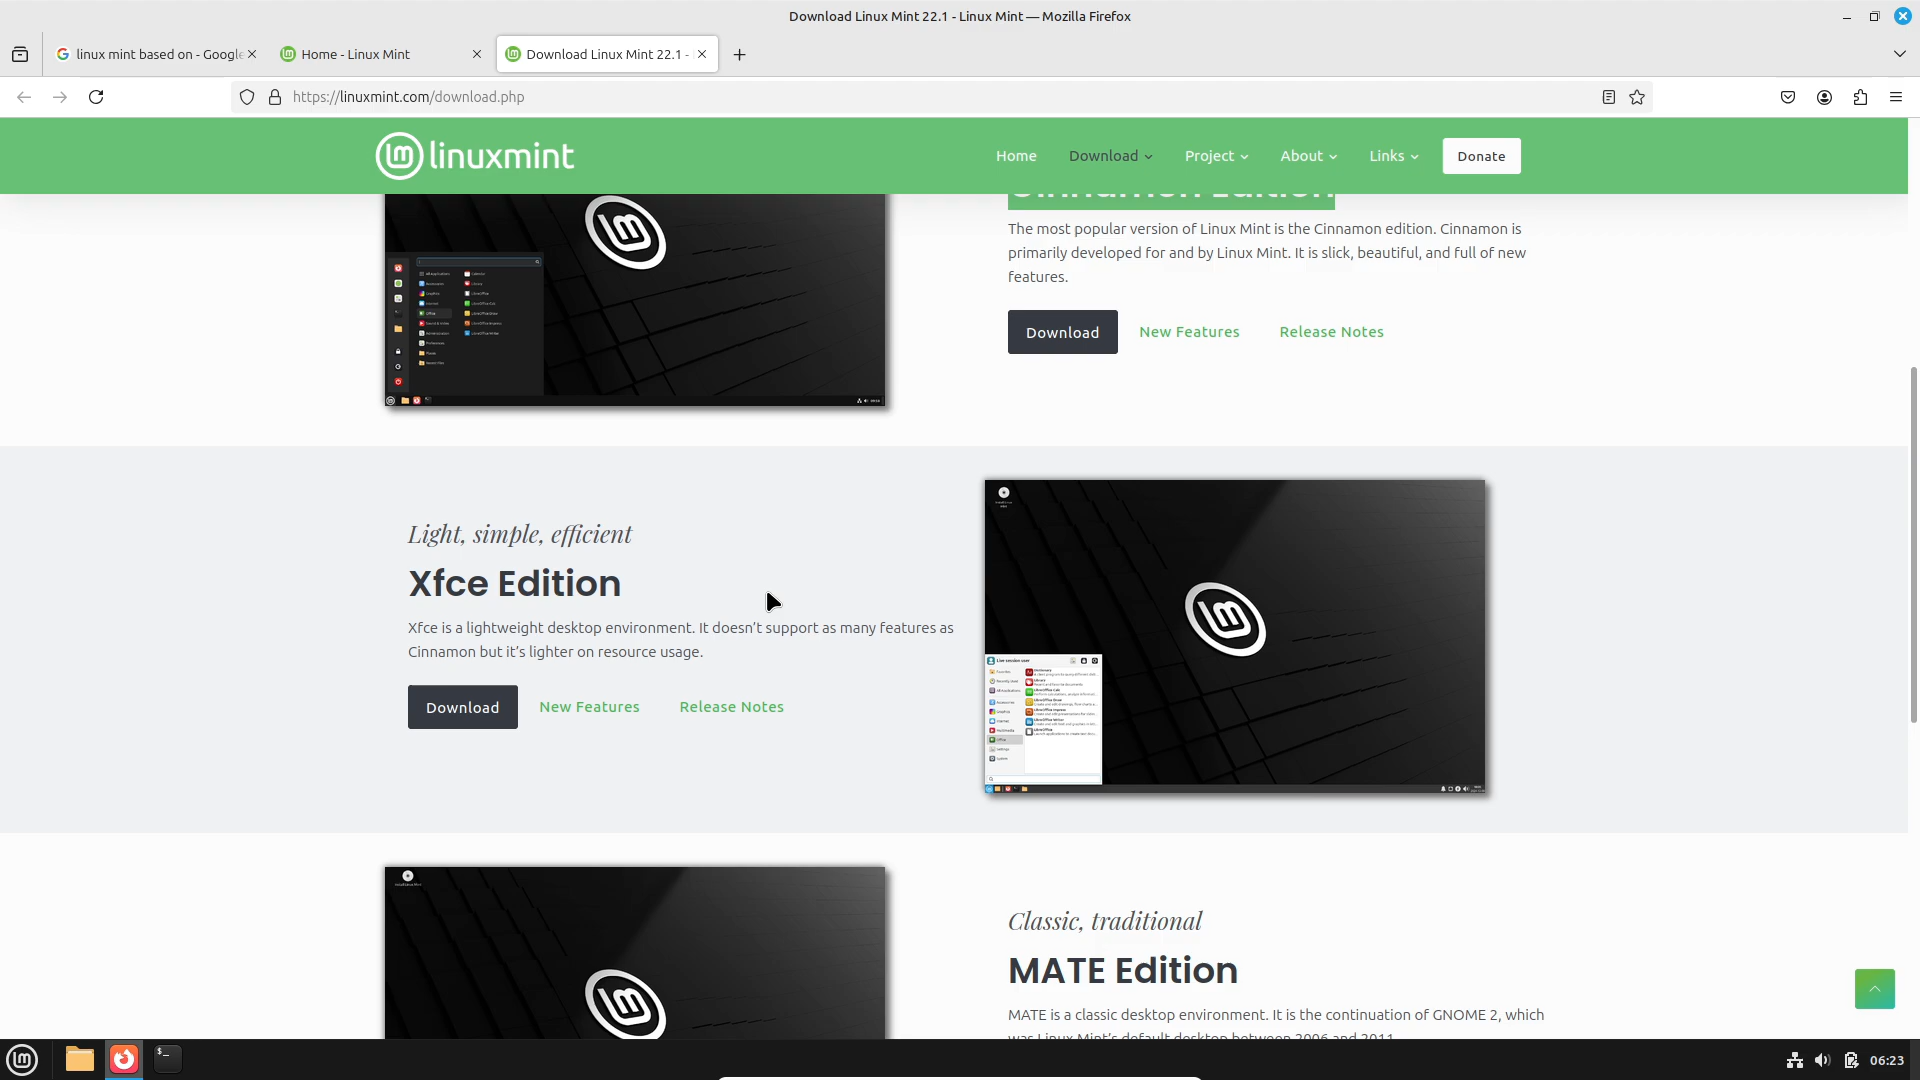 Download Linux Mint 22.1 - Linux Mint — Mozilla Firefox
linux mint based on - Google
Home - Linux Mint
Download Linux Mint 22.1 -
https://linuxmint.com/download.php
linuxmint
Home
Download
Project
About
Links
Donate
Cinnamon Edition
The most popular version of Linux Mint is the Cinnamon edition. Cinnamon is
primarily developed for and by Linux Mint. It is slick, beautiful, and full of new
features.
Download
New Features
Release Notes
Light, simple, efficient
Xfce Edition
Xfce is a lightweight desktop environment. It doesn’t support as many features as
Cinnamon but it’s lighter on resource usage.
Download
New Features
Release Notes
Classic, traditional
MATE Edition
MATE is a classic desktop environment. It is the continuation of GNOME 2, which
was Linux Mint’s default desktop between 2006 and 2011.
06:23